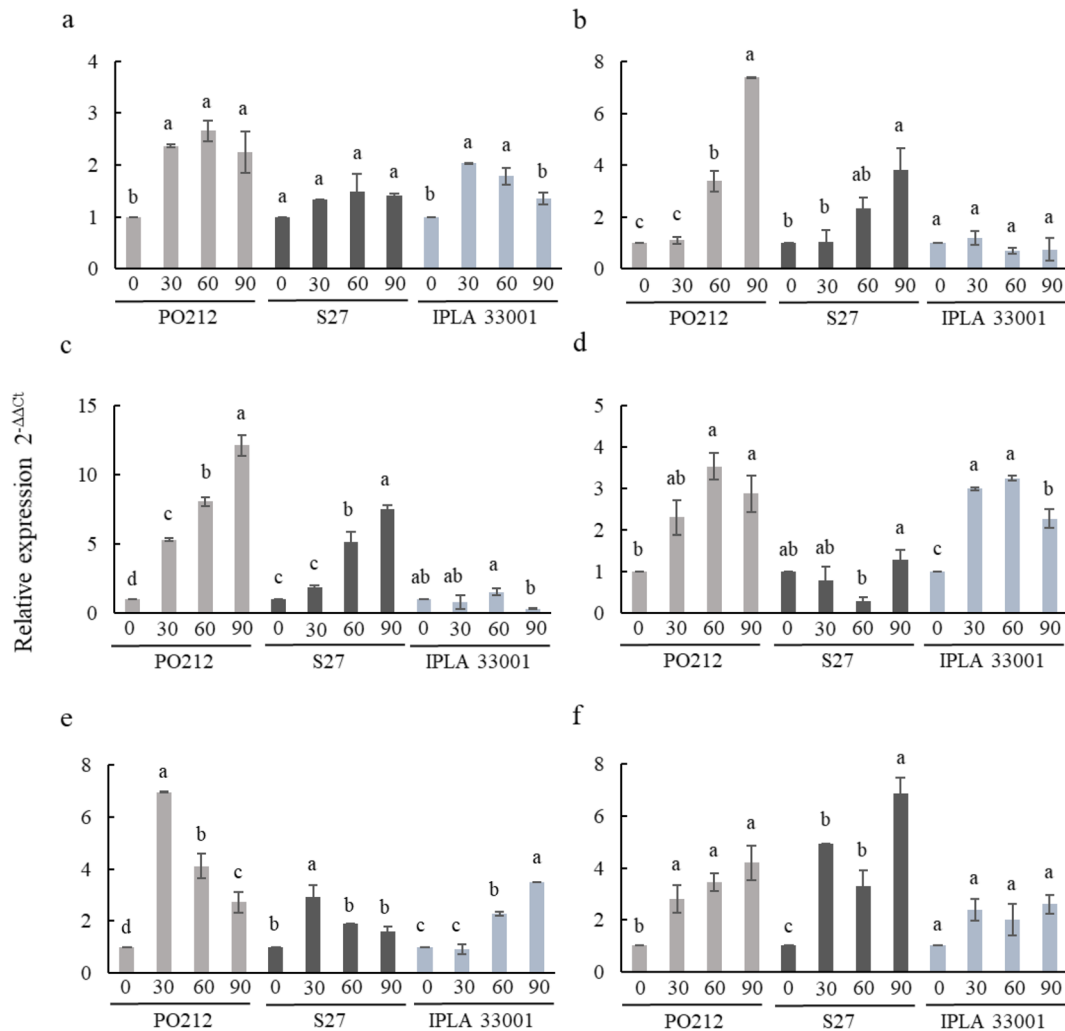 a
4
3
2
1
0
b a a a a a a a b a a b
0 30 60 90 0 30 60 90 0 30 60 90
PO212 S27 IPLA 33001
b
8
6
4
2
0
c c b a b b ab a a a a a
0 30 60 90 0 30 60 90 0 30 60 90
PO212 S27 IPLA 33001
Relative expression 2-ΔΔCt
c
15
10
5
0
d c b a c c b a ab ab a b
0 30 60 90 0 30 60 90 0 30 60 90
PO212 S27 IPLA 33001
d
5
4
3
2
1
0
b ab a a ab ab b a c a a b
0 30 60 90 0 30 60 90 0 30 60 90
PO212 S27 IPLA 33001
e
8
6
4
2
0
d a b c b a b b c c b a
0 30 60 90 0 30 60 90 0 30 60 90
PO212 S27 IPLA 33001
f
8
6
4
2
0
b a a a c b b a a a a a
0 30 60 90 0 30 60 90 0 30 60 90
PO212 S27 IPLA 33001